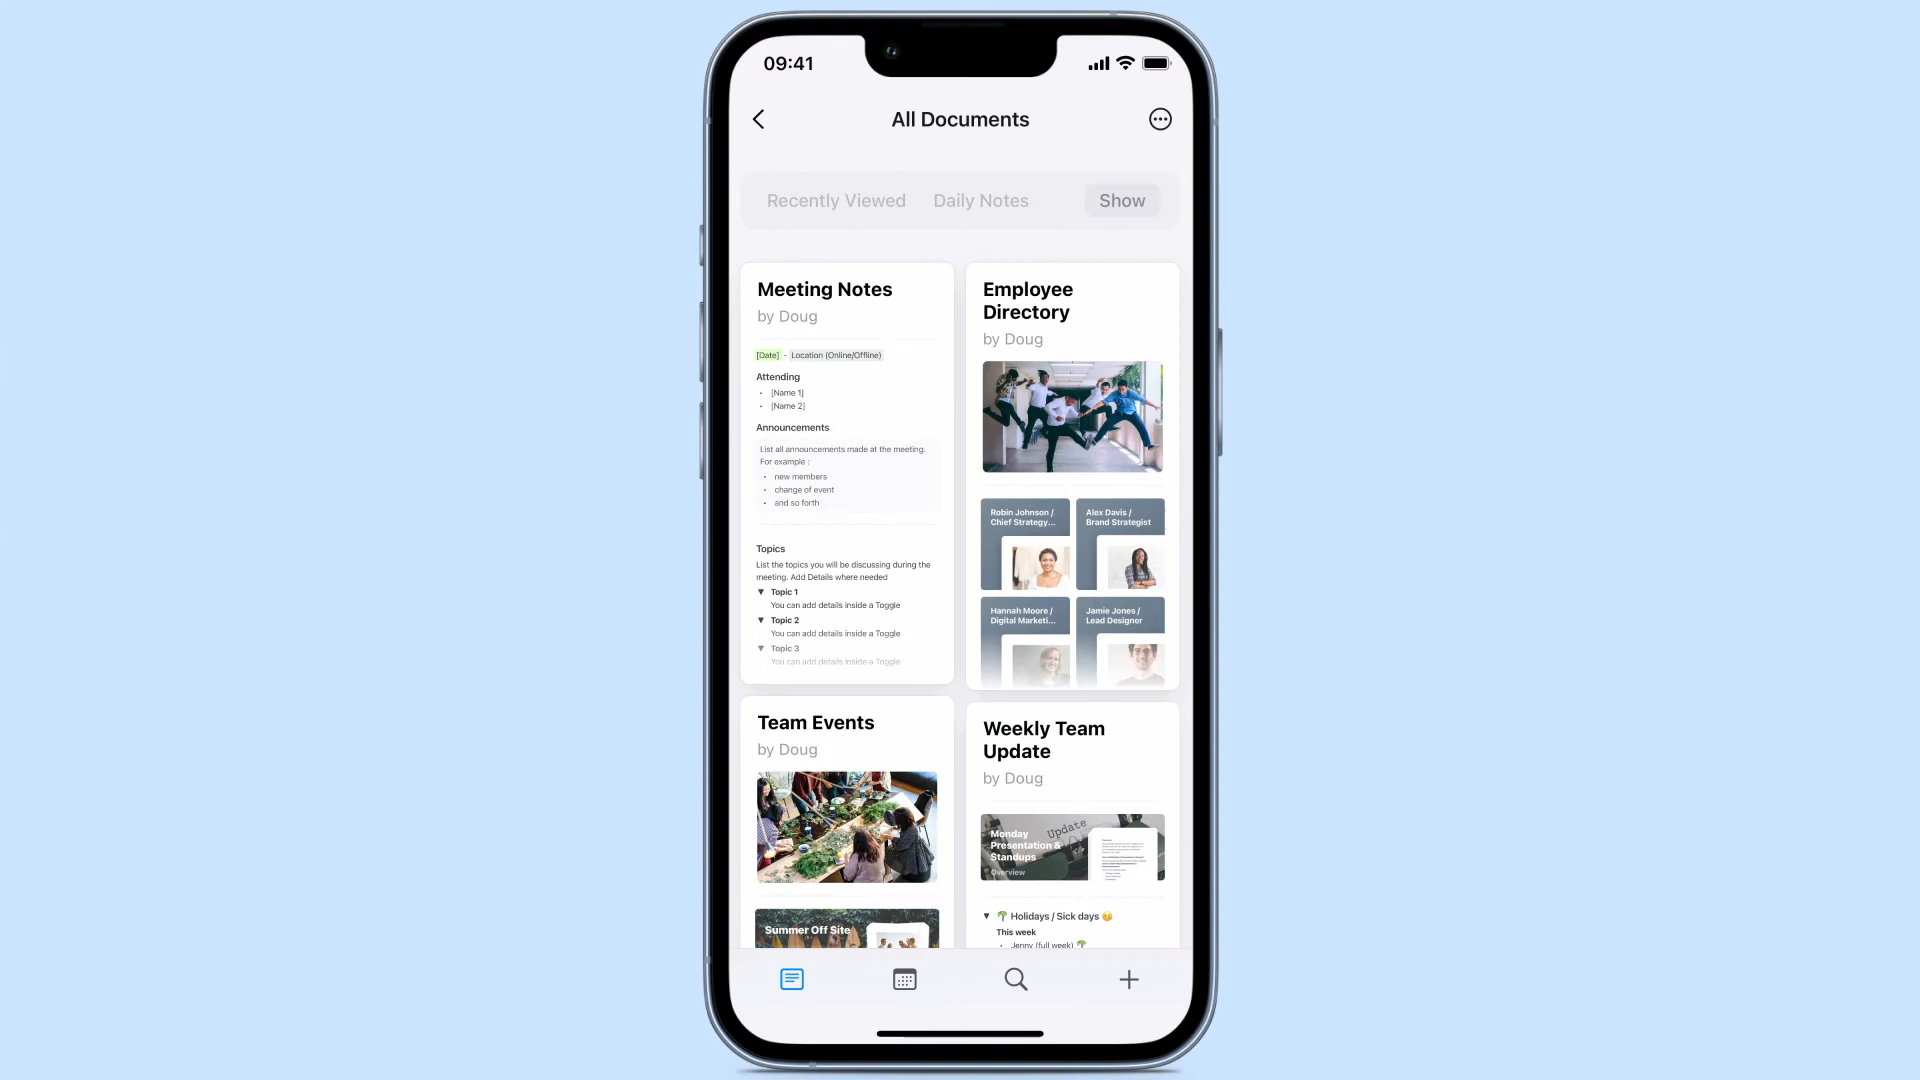 09:41
All Documents
Recently Viewed
Daily Notes
Show
Meeting Notes
by Doug
[Date] - Location (Online/Offline)
Attending
• [Name 1]
• [Name 2]
Announcements
List all announcements made at the meeting.
For example :
• new members
• change of event
• and so forth
Topics
List the topics you will be discussing during the
meeting. Add Details where needed
Topic 1
You can add details inside a Toggle
Topic 2
You can add details inside a Toggle
Topic 3
You can add details inside a Toggle
Employee
Directory
by Doug
Robin Johnson /
Chief Strategy...
Alex Davis /
Brand Strategist
Hannah Moore /
Digital Marketi...
Jamie Jones /
Lead Designer
Team Events
by Doug
Summer Off Site
Weekly Team
Update
by Doug
Monday
Presentation &
Standups
Overview
Update
Holidays / Sick days
This week
• Jenny (full week)